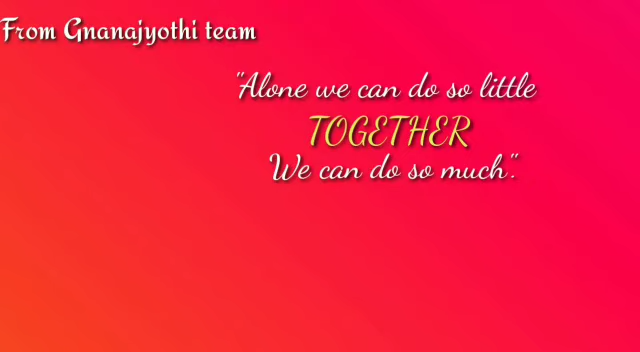 From Gnanajyothi team
"Alone we can do so little
TOGETHER
We can do so much".